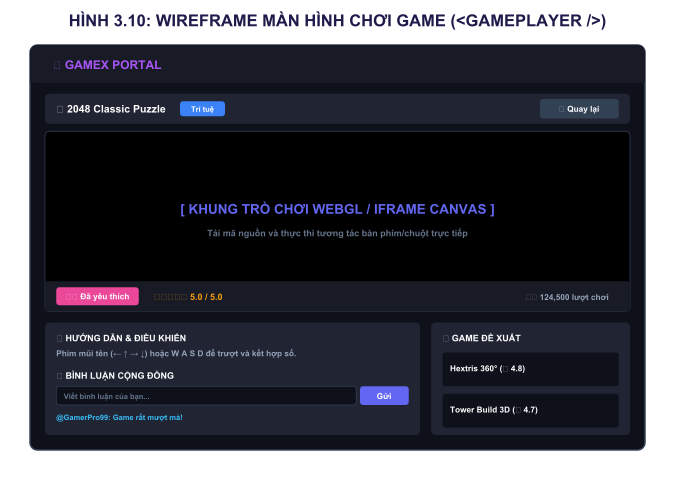 HÌNH 3.10: WIREFRAME MÀN HÌNH CHƠI GAME (<GAMEPLAYER />)
GAMEX PORTAL
2048 Classic Puzzle
Trí tuệ
Quay lại
[ KHUNG TRÒ CHƠI WEBGL / IFRAME CANVAS ]
Tải mã nguồn và thực thi tương tác bàn phím/chuột trực tiếp
Đã yêu thích
5.0 / 5.0
124,500 lượt chơi
HƯỚNG DẪN & ĐIỀU KHIỂN
Phím mũi tên (← ↑ → ↓) hoặc W A S D để trượt và kết hợp số.
BÌNH LUẬN CỘNG ĐỒNG
Viết bình luận của bạn...
Gửi
@GamerPro99: Game rất mượt mà!
GAME ĐỀ XUẤT
Hextris 360° (▯ 4.8)
Tower Build 3D (▯ 4.7)